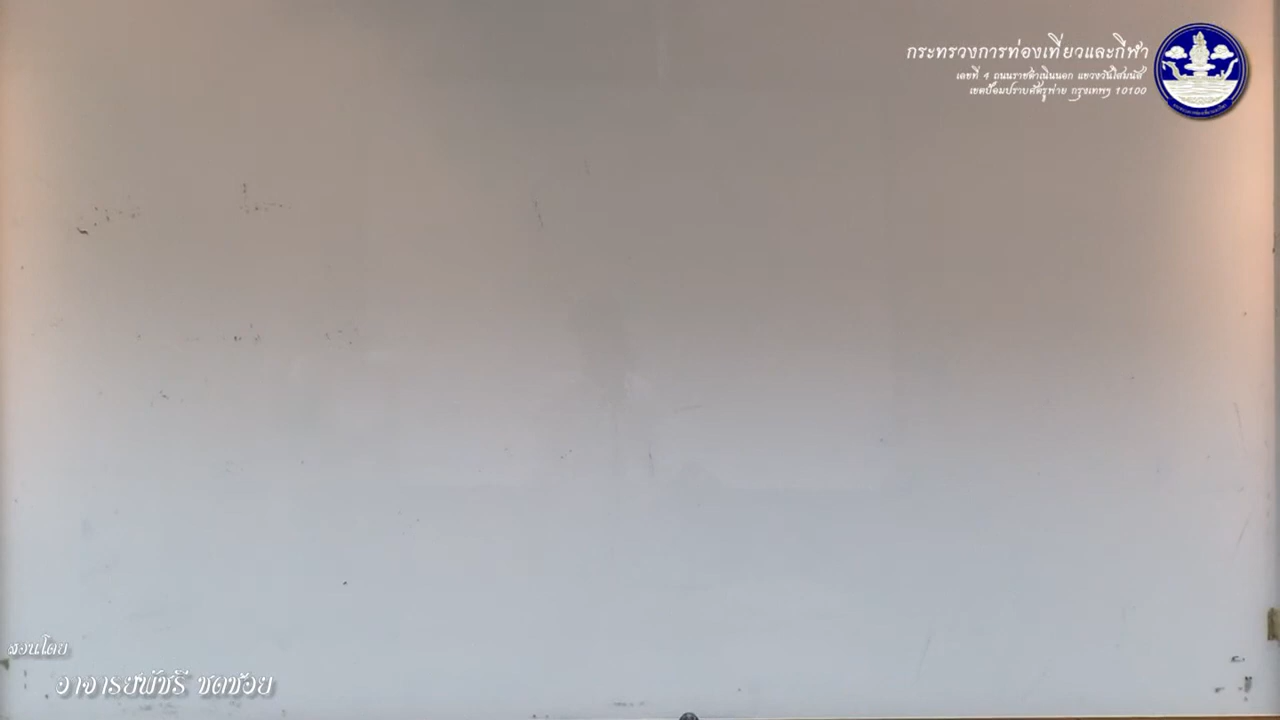 กระทรวงการท่องเที่ยวและกีฬา
เลขที่ 4 ถนนราชดำเนินนอก แขวงวัดโสมนัส
เขตป้อมปราบศัตรูพ่าย กรุงเทพฯ 10100
สอนโดย
อาจารย์พัชรี ชดช้อย